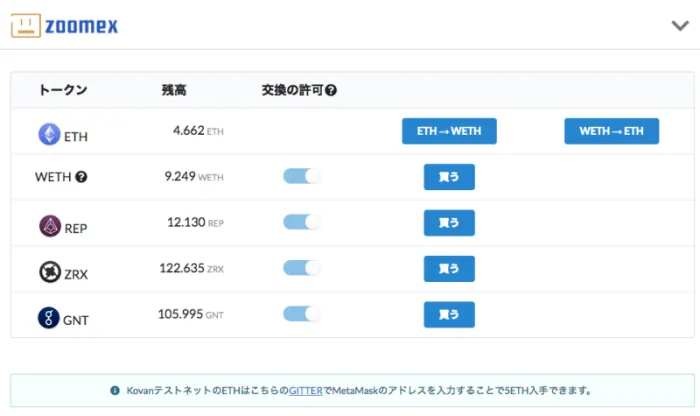 zoomex
トークン 残高 交換の許可
ETH 4.662 ETH ETH→WETH WETH→ETH
WETH 9.249 WETH 買う
REP 12.130 REP 買う
ZRX 122.635 ZRX 買う
GNT 105.995 GNT 買う
KovanテストネットのETHはこちらのGITTERでMetaMaskのアドレスを入力することで5ETH入手できます。